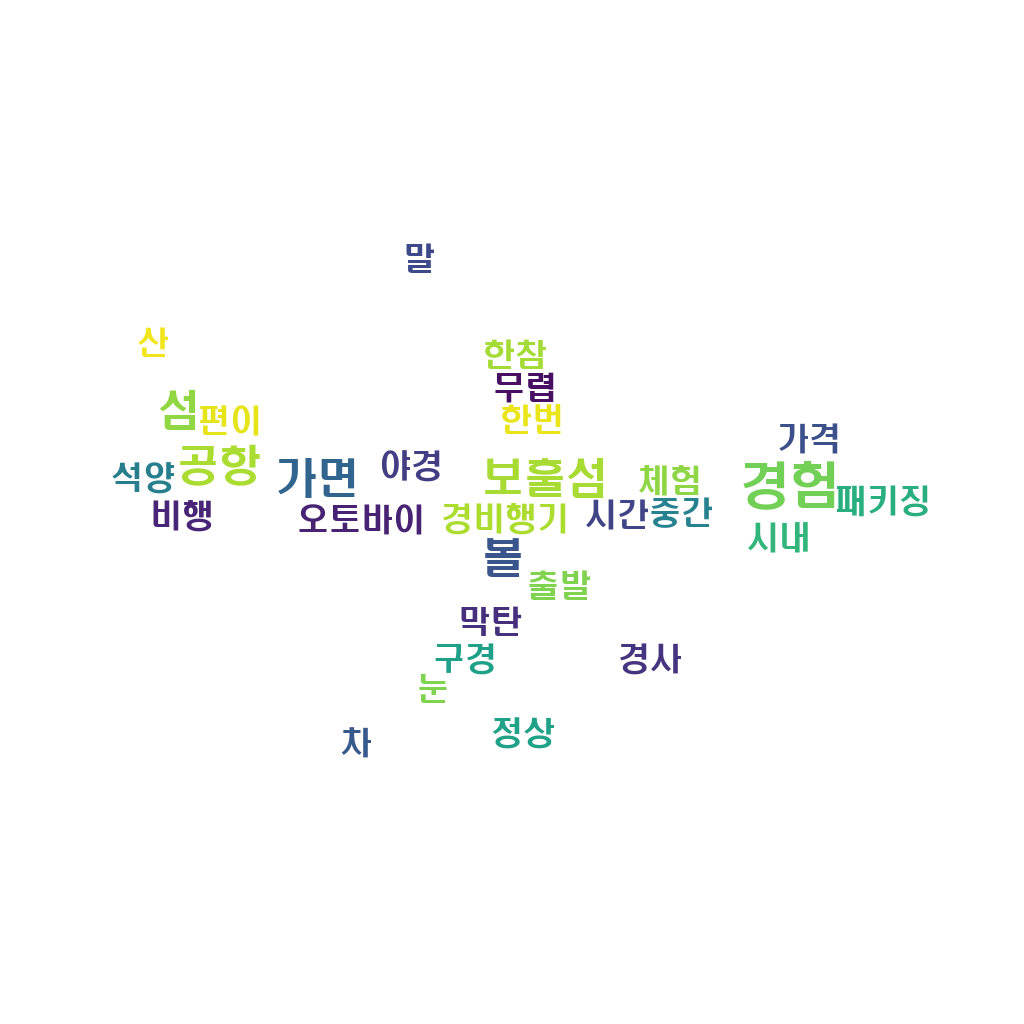 말
산
한참
무렵
섬
편이
한번
가격
석양
공항
가면
야경
보홀섬
체험
경험
패키징
비행
오토바이
경비행기
시간
중간
시내
볼
출발
막탄
구경
경사
눈
정상
차